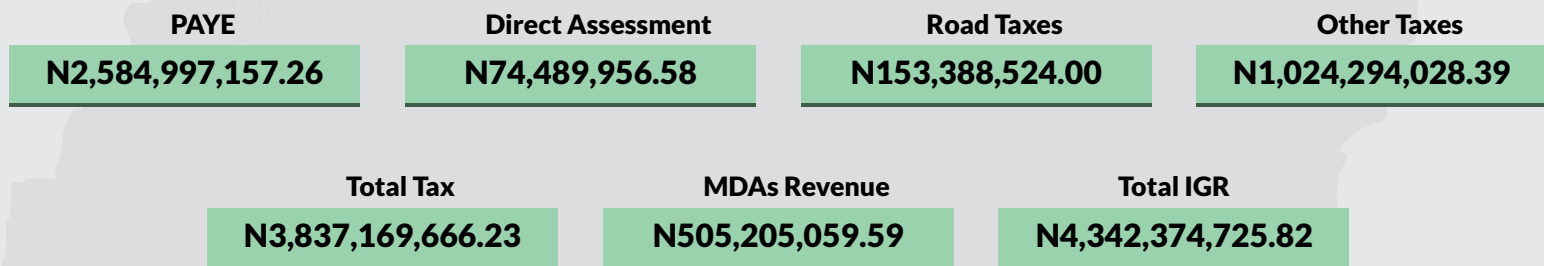 PAYE Direct Assessment Road Taxes Other Taxes
N2,584,997,157.26 N74,489,956.58 N153,388,524.00 N1,024,294,028.39
Total Tax MDAs Revenue Total IGR
N3,837,169,666.23 N505,205,059.59 N4,342,374,725.82